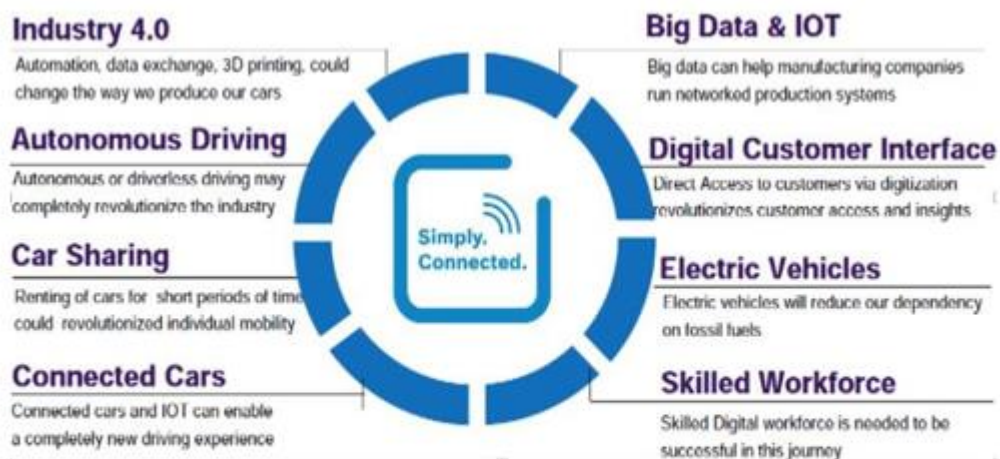 Industry 4.0
Automation, data exchange, 3D printing, could
change the way we produce our cars
Autonomous Driving
Autonomous or driverless driving may
completely revolutionize the industry
Car Sharing
Renting of cars for short periods of time
could revolutionized individual mobility
Connected Cars
Connected cars and IOT can enable
a completely new driving experience
Simply.
Connected.
Big Data & IOT
Big data can help manufacturing companies
run networked production systems
Digital Customer Interface
Direct Access to customers via digitization
revolutionizes customer access and insights
Electric Vehicles
Electric vehicles will reduce our dependency
on fossil fuels
Skilled Workforce
Skilled Digital workforce is needed to be
successful in this journey